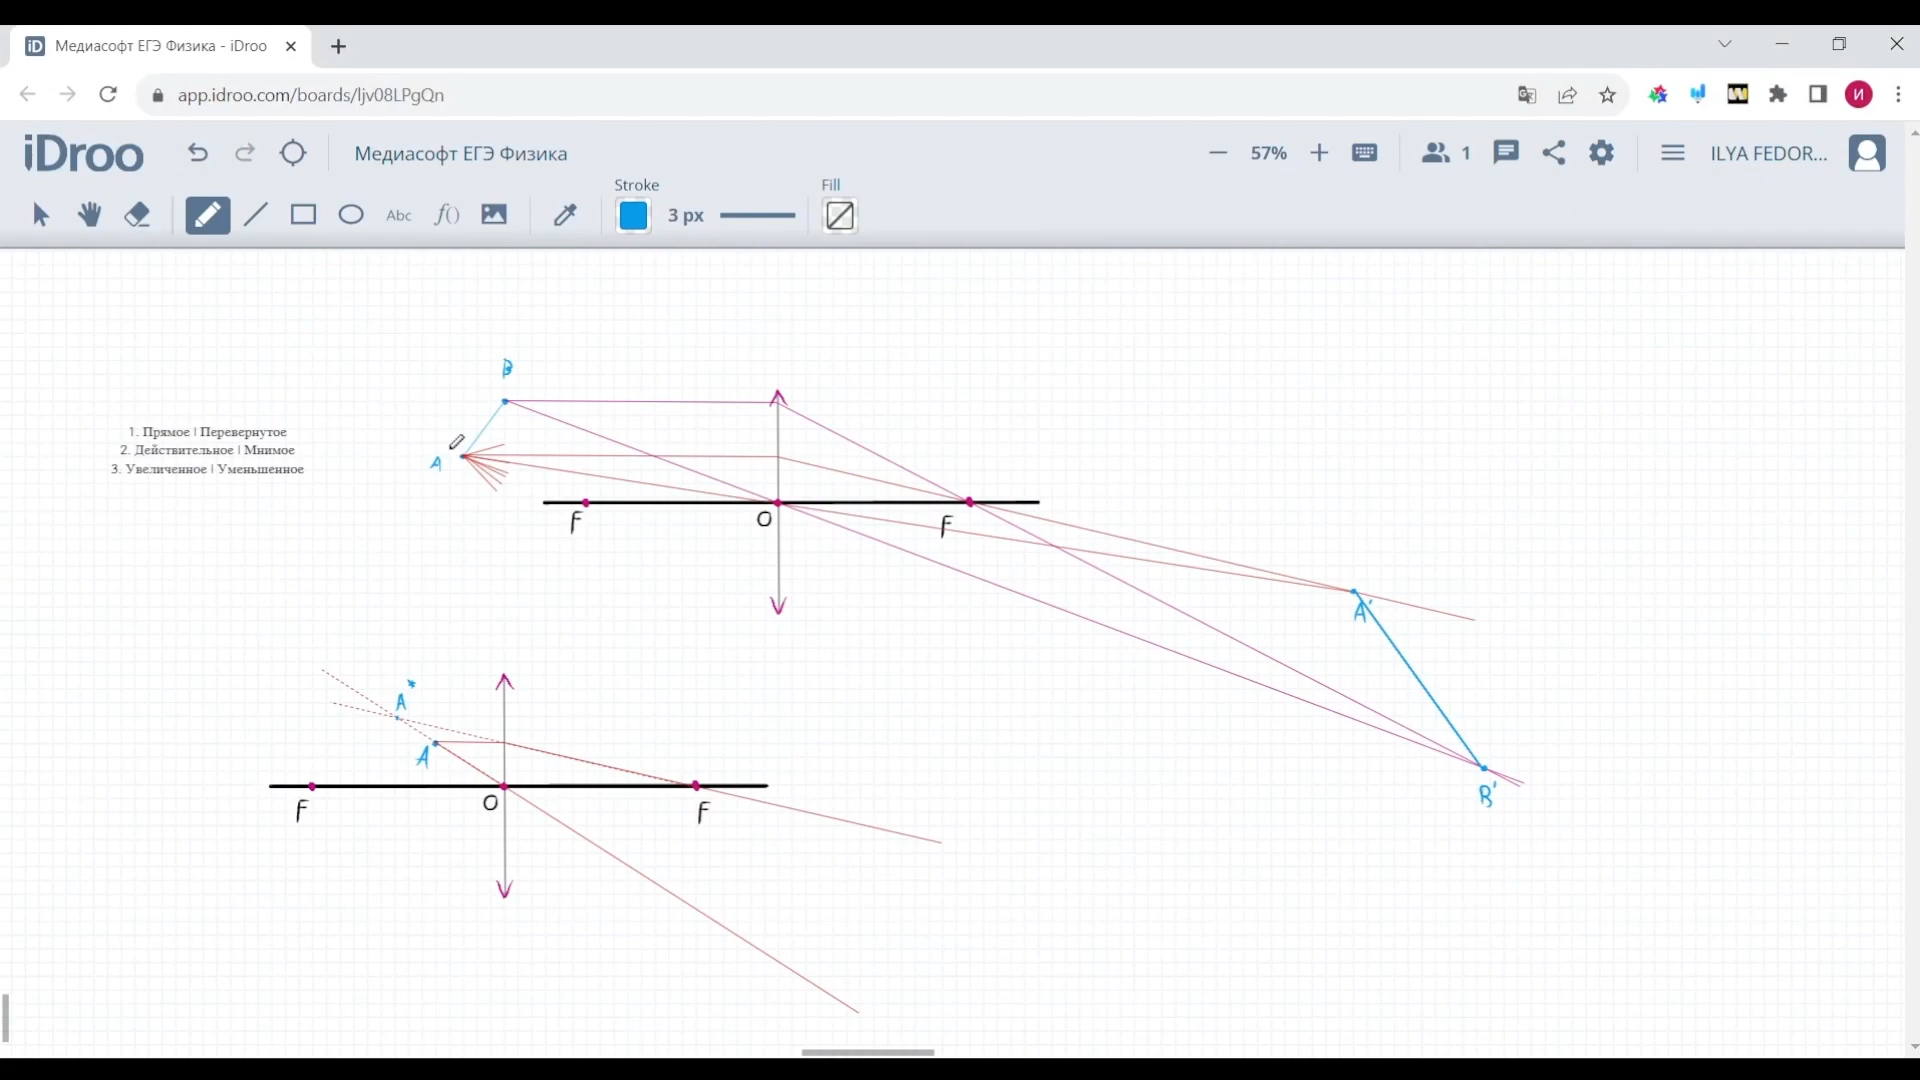 Медиасофт ЕГЭ Физика - iDroo
app.idroo.com/boards/ljv08LPgQn
И
iDroo
Медиасофт ЕГЭ Физика
57%
1
ILYA FEDOR...
Stroke
Fill
Abc
f()
3 px
B
1. Прямое | Перевернутое
2. Действительное | Мнимое
3. Увеличенное | Уменьшенное
A
F
O
F
A'
A*
A
B'
F
O
F